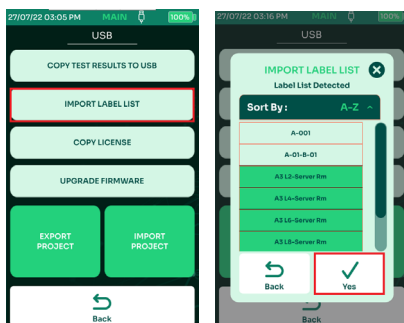 27/07/22 03:05 PM MAIN 100%
USB
COPY TEST RESULTS TO USB
IMPORT LABEL LIST
COPY LICENSE
UPGRADE FIRMWARE
EXPORT
PROJECT
IMPORT
PROJECT
Back
27/07/22 03:16 PM MAIN 100%
USB
IMPORT LABEL LIST
Label List Detected
Sort By : A-Z
A-001
A-01-B-01
A3 L2-Server Rm
A3 L4-Server Rm
A3 L6-Server Rm
A3 L8-Server Rm
Back
Yes
Back